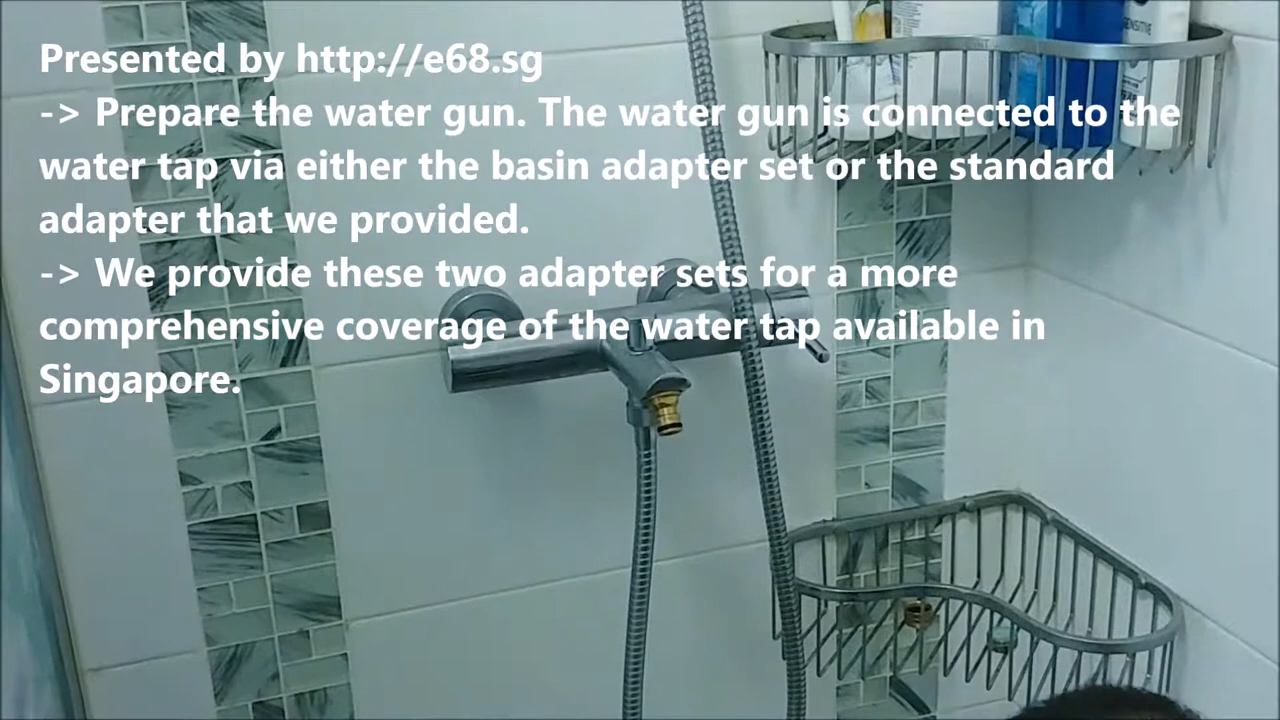 Presented by http://e68.sg
-> Prepare the water gun. The water gun is connected to the
water tap via either the basin adapter set or the standard
adapter that we provided.
-> We provide these two adapter sets for a more
comprehensive coverage of the water tap available in
Singapore.
SENSITIVE